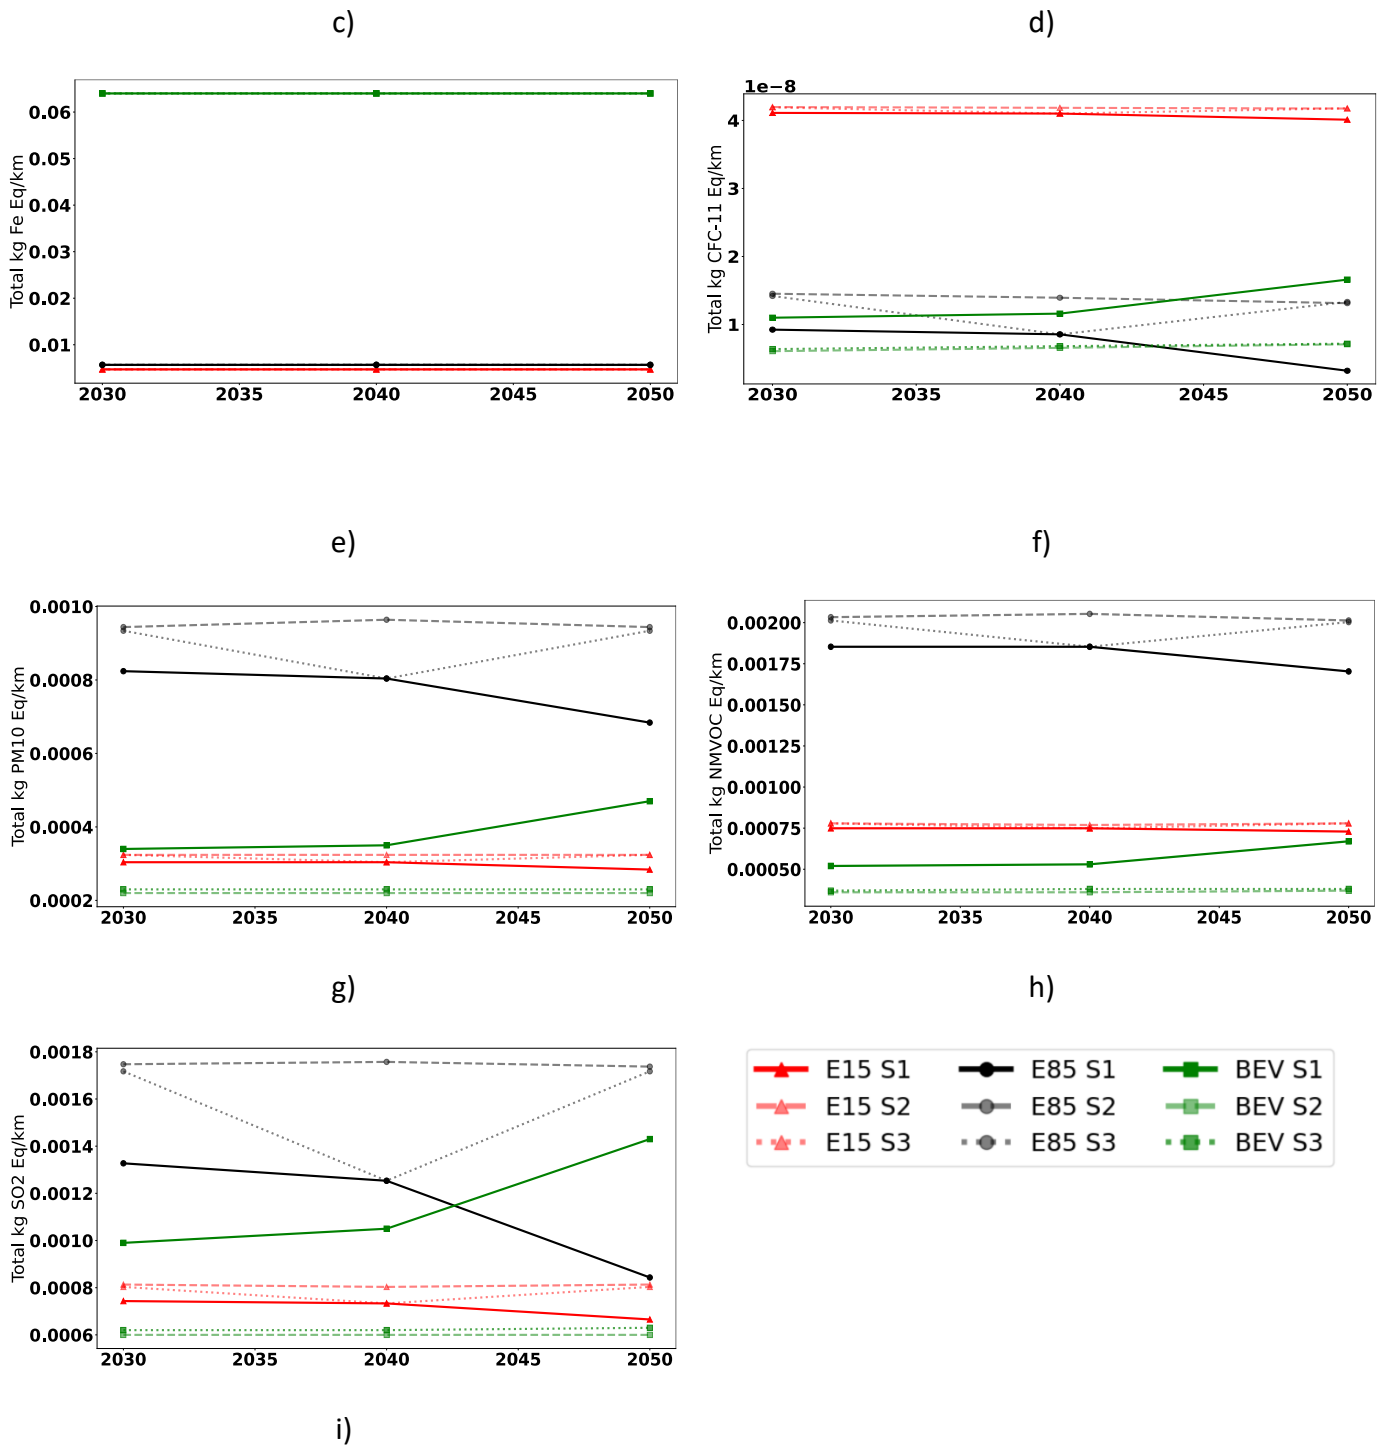 c)
d)
Total kg Fe Eq/km
0.06
0.05
0.04
0.03
0.02
0.01
2030 2035 2040 2045 2050
1e−8
Total kg CFC-11 Eq/km
4
3
2
1
2030 2035 2040 2045 2050
e)
f)
Total kg PM10 Eq/km
0.0010
0.0008
0.0006
0.0004
0.0002
2030 2035 2040 2045 2050
Total kg NMVOC Eq/km
0.00200
0.00175
0.00150
0.00125
0.00100
0.00075
0.00050
2030 2035 2040 2045 2050
g)
h)
Total kg SO2 Eq/km
0.0018
0.0016
0.0014
0.0012
0.0010
0.0008
0.0006
2030 2035 2040 2045 2050
E15 S1 E85 S1 BEV S1
E15 S2 E85 S2 BEV S2
E15 S3 E85 S3 BEV S3
i)